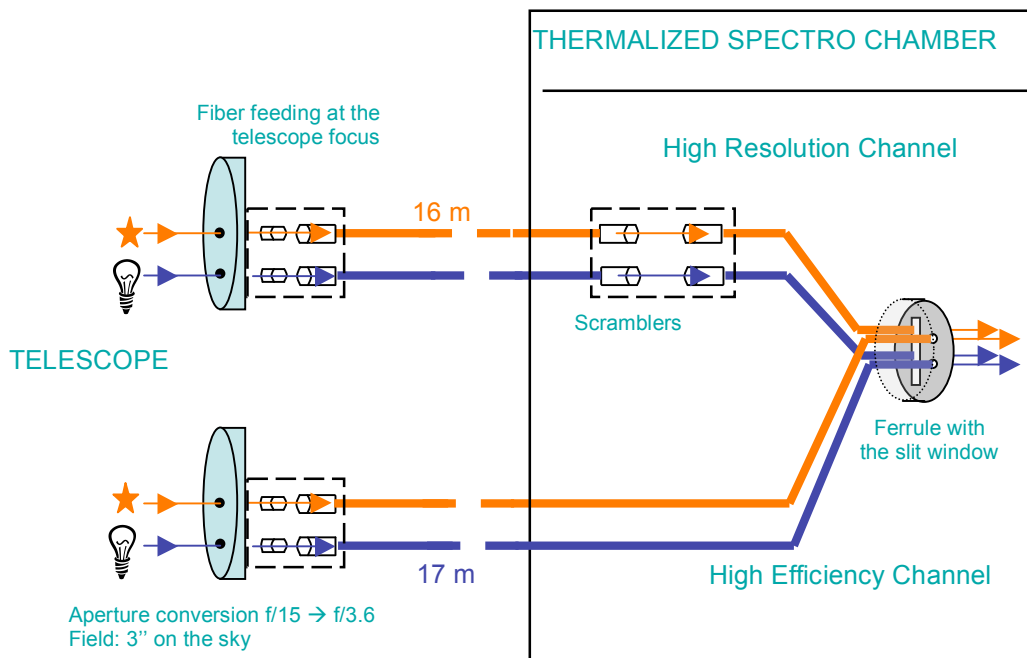 THERMALIZED SPECTRO CHAMBER
Fiber feeding at the
telescope focus
High Resolution Channel
16 m
Scramblers
TELESCOPE
Ferrule with
the slit window
17 m
High Efficiency Channel
Aperture conversion f/15 → f/3.6
Field: 3’’ on the sky